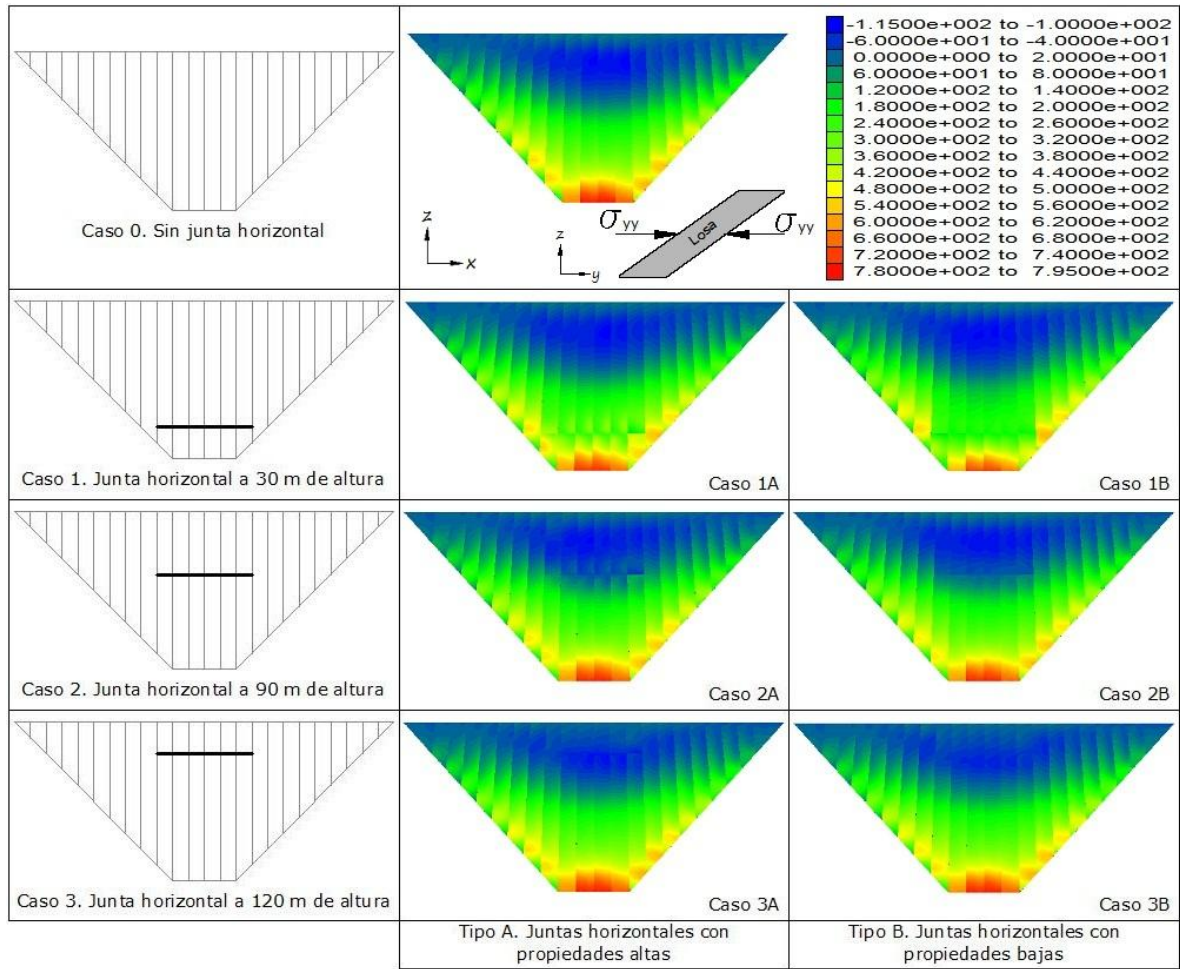 -1.1500e+002 to -1.0000e+002
-6.0000e+001 to -4.0000e+001
0.0000e+000 to 2.0000e+001
6.0000e+001 to 8.0000e+001
1.2000e+002 to 1.4000e+002
1.8000e+002 to 2.0000e+002
2.4000e+002 to 2.6000e+002
3.0000e+002 to 3.2000e+002
3.6000e+002 to 3.8000e+002
4.2000e+002 to 4.4000e+002
4.8000e+002 to 5.0000e+002
5.4000e+002 to 5.6000e+002
6.0000e+002 to 6.2000e+002
6.6000e+002 to 6.8000e+002
7.2000e+002 to 7.4000e+002
7.8000e+002 to 7.9500e+002
Caso 0. Sin junta horizontal
z
x
z
y
σyy
Losa
σyy
Caso 1. Junta horizontal a 30 m de altura
Caso 1A
Caso 1B
Caso 2. Junta horizontal a 90 m de altura
Caso 2A
Caso 2B
Caso 3. Junta horizontal a 120 m de altura
Caso 3A
Caso 3B
Tipo A. Juntas horizontales con
propiedades altas
Tipo B. Juntas horizontales con
propiedades bajas